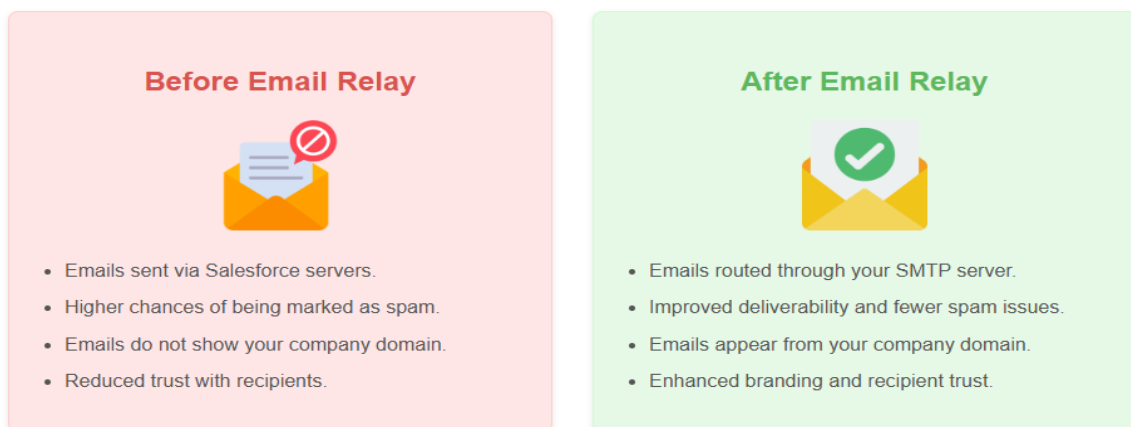 Before Email Relay
• Emails sent via Salesforce servers.
• Higher chances of being marked as spam.
• Emails do not show your company domain.
• Reduced trust with recipients.
After Email Relay
• Emails routed through your SMTP server.
• Improved deliverability and fewer spam issues.
• Emails appear from your company domain.
• Enhanced branding and recipient trust.